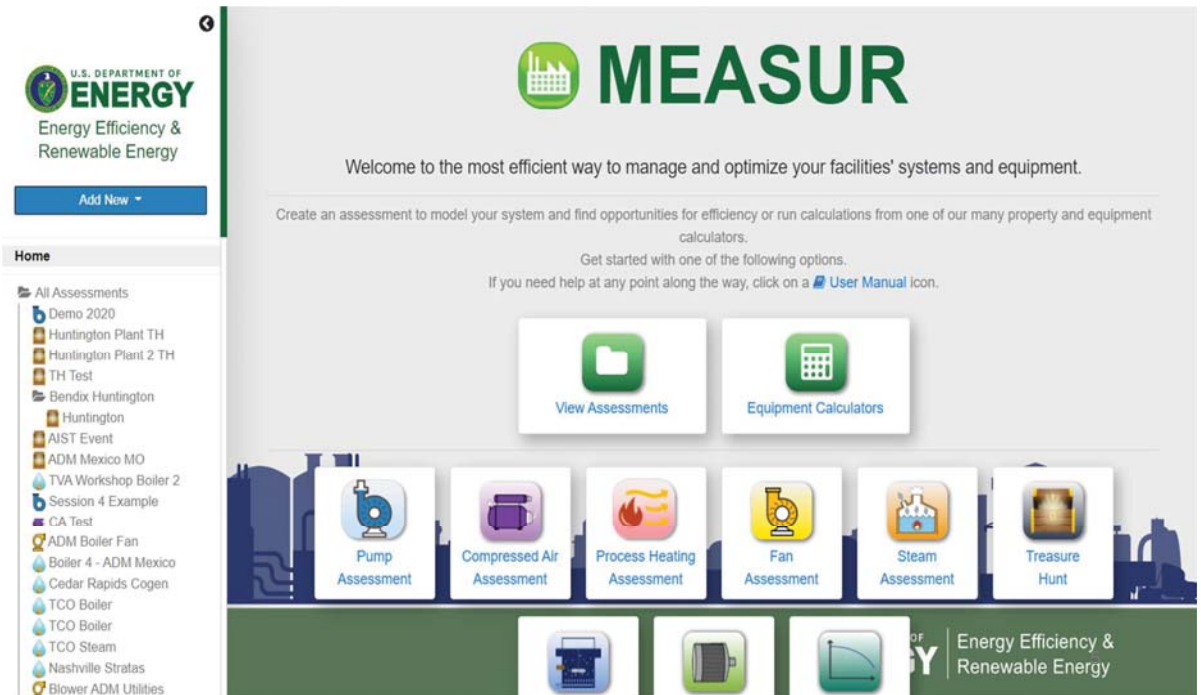 U.S. DEPARTMENT OF
ENERGY
Energy Efficiency &
Renewable Energy
Add New
Home
All Assessments
Demo 2020
Huntington Plant TH
Huntington Plant 2 TH
TH Test
Bendix Huntington
Huntington
AIST Event
ADM Mexico MO
TVA Workshop Boiler 2
Session 4 Example
CA Test
ADM Boiler Fan
Boiler 4 - ADM Mexico
Cedar Rapids Cogen
TCO Boiler
TCO Boiler
TCO Steam
Nashville Stratas
Blower ADM Utilities
MEASUR
Welcome to the most efficient way to manage and optimize your facilities' systems and equipment.
Create an assessment to model your system and find opportunities for efficiency or run calculations from one of our many property and equipment
calculators.
Get started with one of the following options.
If you need help at any point along the way, click on a User Manual icon.
View Assessments
Equipment Calculators
Pump
Assessment
Compressed Air
Assessment
Process Heating
Assessment
Fan
Assessment
Steam
Assessment
Treasure
Hunt
OF
Y
Energy Efficiency &
Renewable Energy